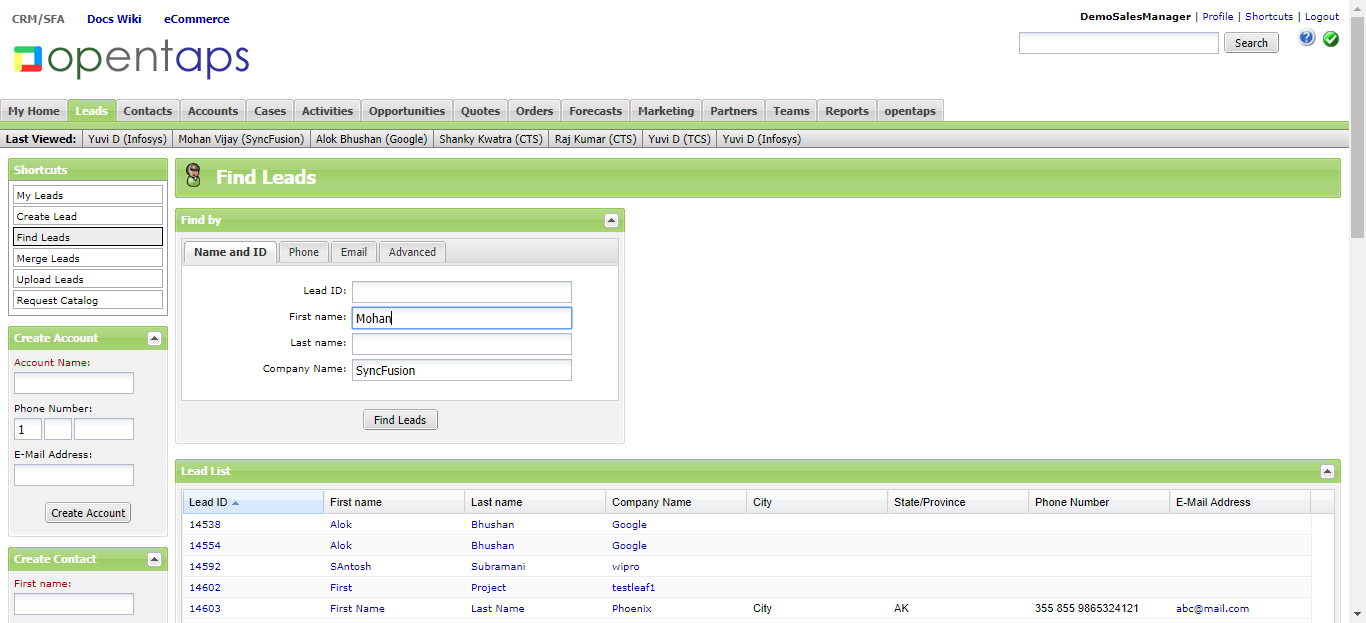 CRM/SFA Docs Wiki eCommerce
DemoSalesManager | Profile | Shortcuts | Logout
opentaps
Search
My Home Leads Contacts Accounts Cases Activities Opportunities Quotes Orders Forecasts Marketing Partners Teams Reports opentaps
Last Viewed: Yuvi D (Infosys) Mohan Vijay (SyncFusion) Alok Bhushan (Google) Shanky Kwatra (CTS) Raj Kumar (CTS) Yuvi D (TCS) Yuvi D (Infosys)
Shortcuts
My Leads
Create Lead
Find Leads
Merge Leads
Upload Leads
Request Catalog
Create Account
Account Name:
Phone Number:
1
E-Mail Address:
Create Account
Create Contact
First name:
Find Leads
Find by
Name and ID Phone Email Advanced
Lead ID:
First name: Mohan
Last name:
Company Name: SyncFusion
Find Leads
Lead List
Lead ID First name Last name Company Name City State/Province Phone Number E-Mail Address
14538 Alok Bhushan Google
14554 Alok Bhushan Google
14592 SAntosh Subramani wipro
14602 First Project testleaf1
14603 First Name Last Name Phoenix City AK 355 855 9865324121 abc@mail.com